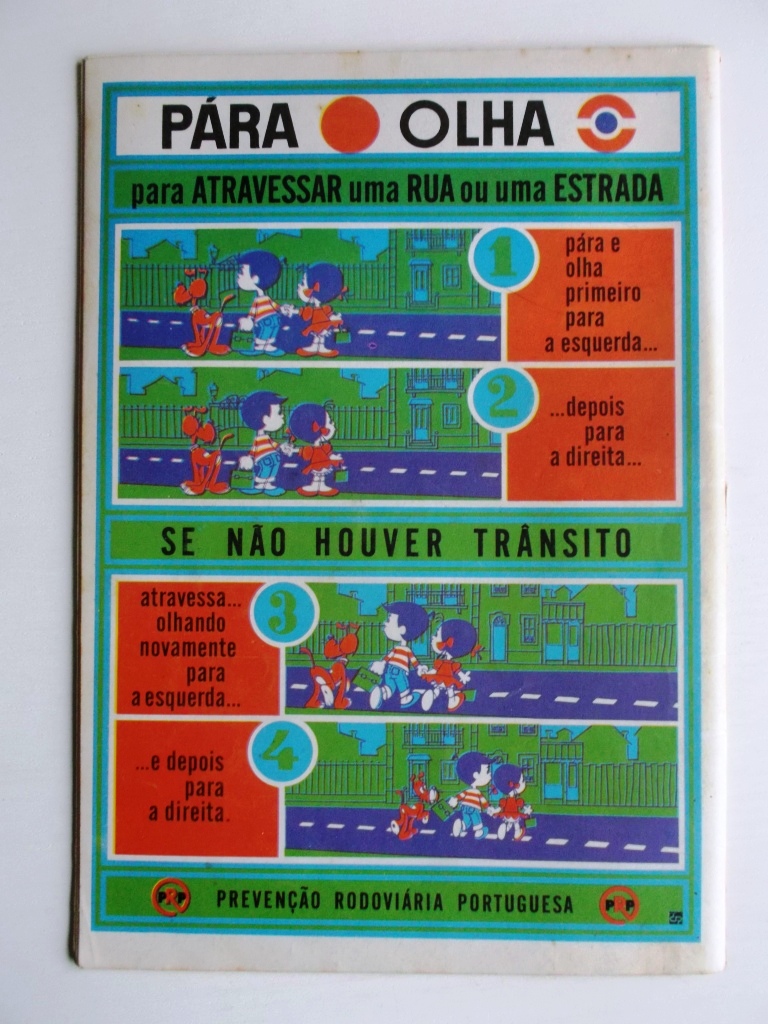 PÁRA OLHA
para ATRAVESSAR uma RUA ou uma ESTRADA
1
pára e
olha
primeiro
para
a esquerda...
2
...depois
para
a direita...
SE NÃO HOUVER TRÂNSITO
3
atravessa...
olhando
novamente
para
a esquerda...
4
...e depois
para
a direita.
PRP PREVENÇÃO RODOVIÁRIA PORTUGUESA PRP